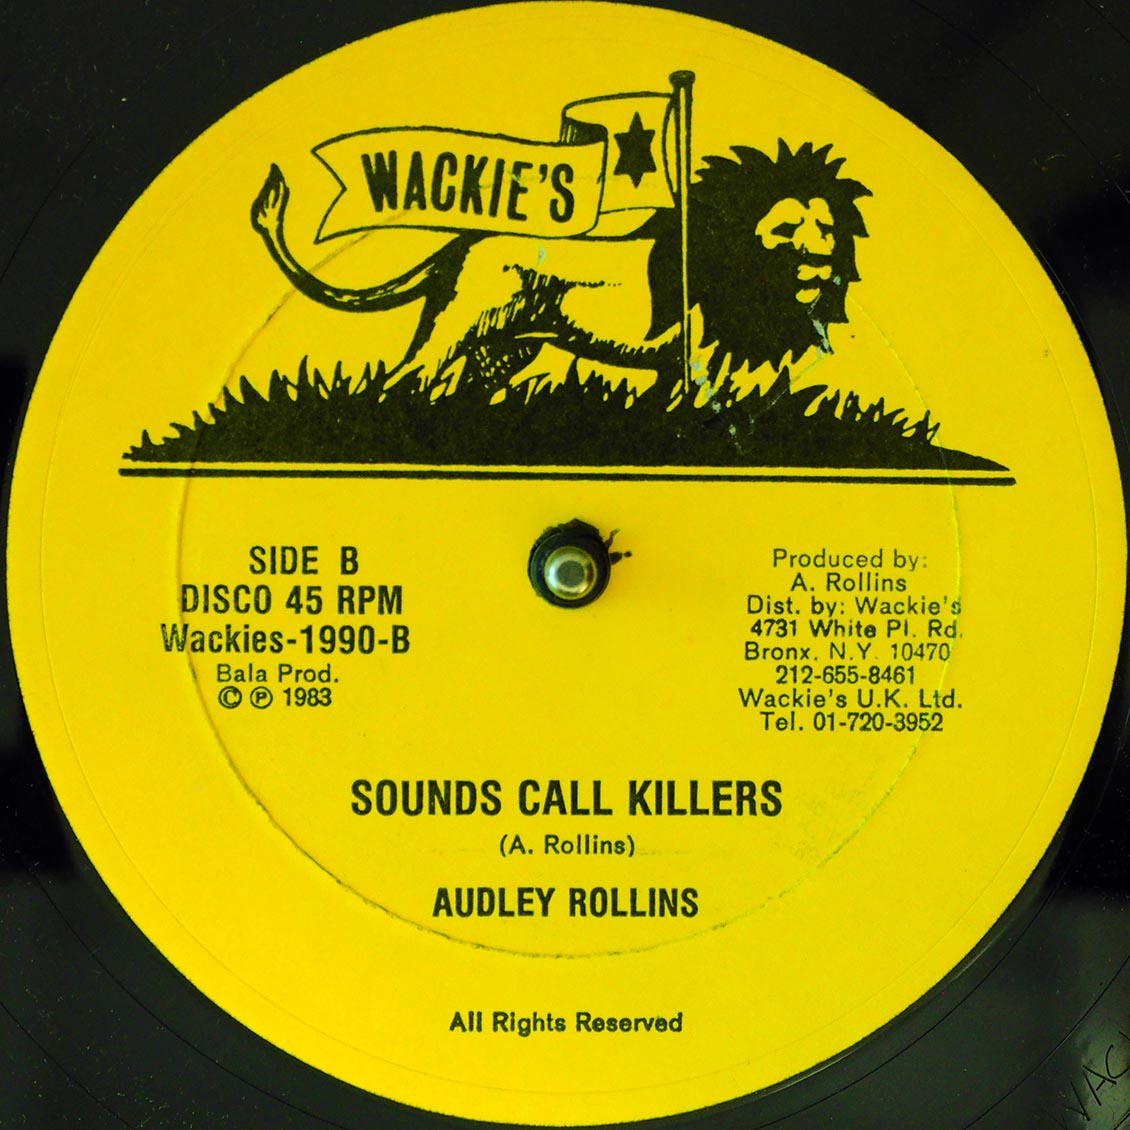 WACKIE'S
SIDE B
DISCO 45 RPM
Wackies-1990-B
Bala Prod.
© ℗ 1983
Produced by:
A. Rollins
Dist. by: Wackie's
4731 White Pl. Rd.
Bronx, N.Y. 10470
212-655-8461
Wackie's U.K. Ltd.
Tel. 01-720-3952
SOUNDS CALL KILLERS
(A. Rollins)
AUDLEY ROLLINS
All Rights Reserved